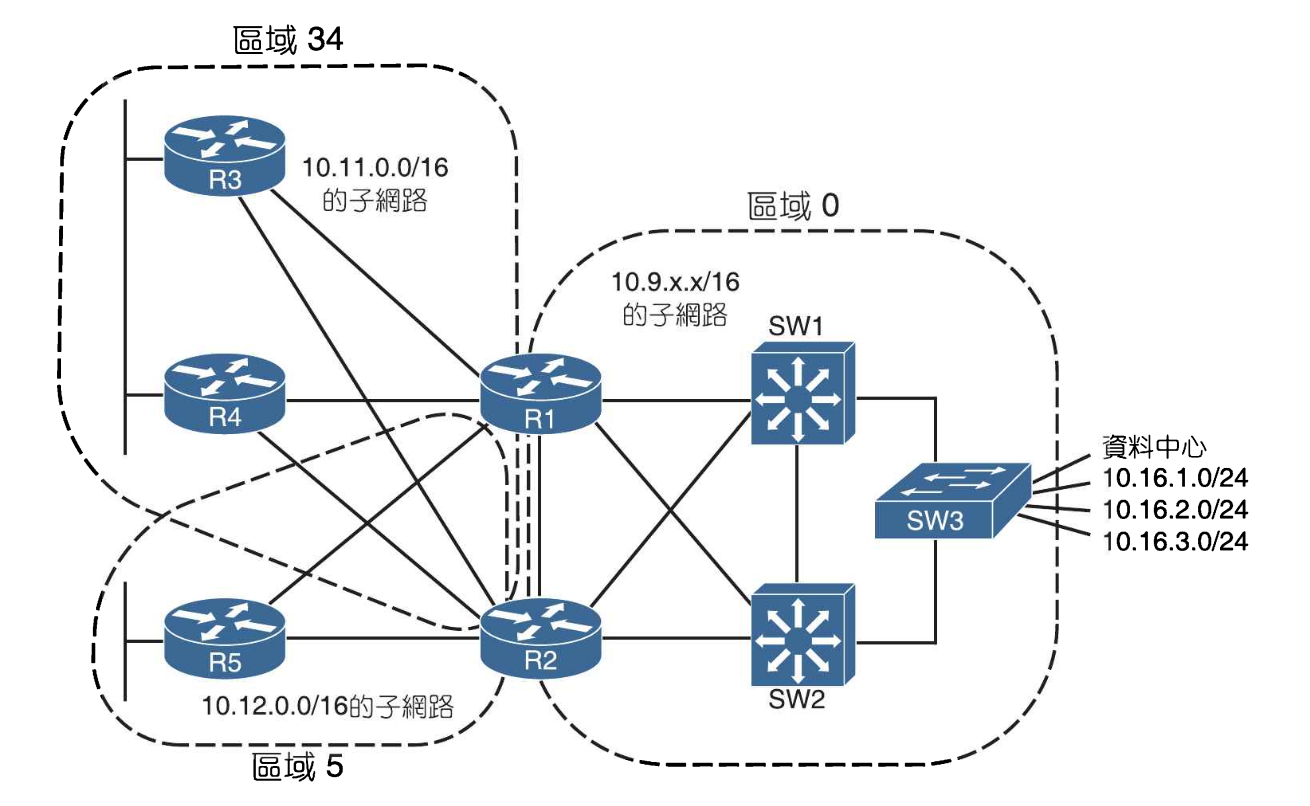 區域 34
R3
10.11.0.0/16
的子網路
區域 0
10.9.x.x/16
的子網路
SW1
R4
R1
資料中心
10.16.1.0/24
10.16.2.0/24
10.16.3.0/24
SW3
R5
R2
SW2
10.12.0.0/16的子網路
區域 5